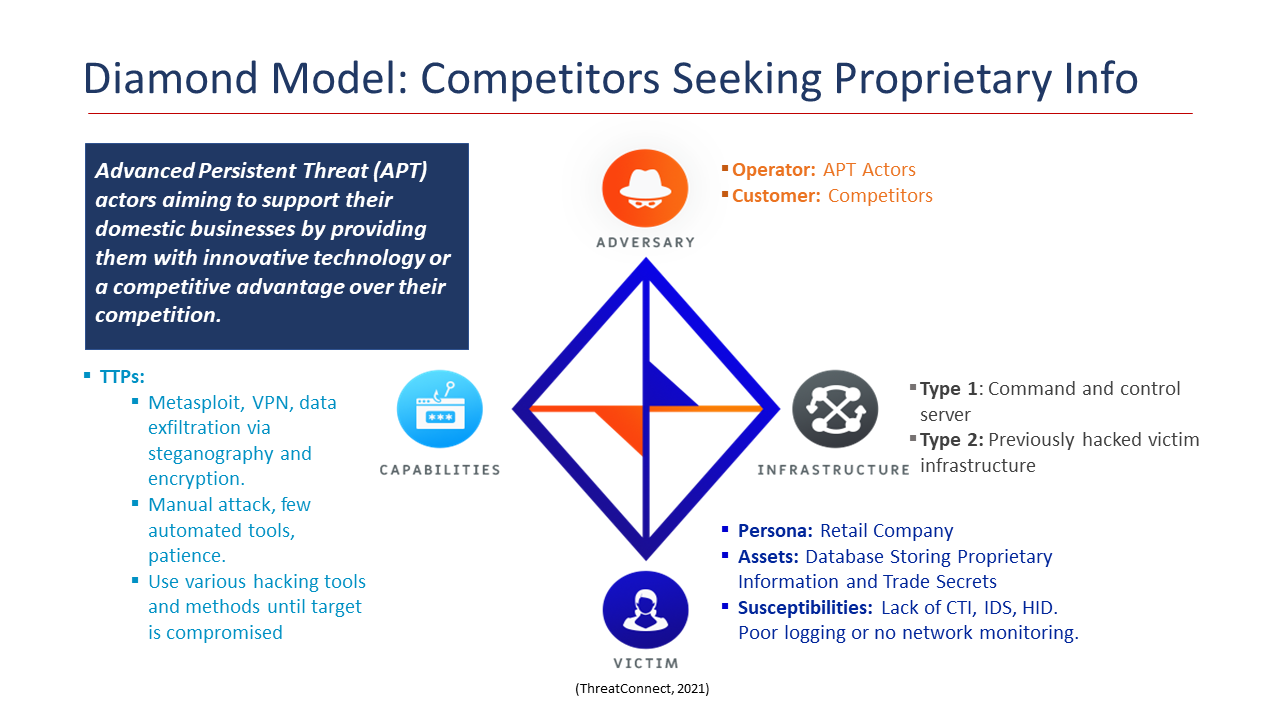 Diamond Model: Competitors Seeking Proprietary Info
Advanced Persistent Threat (APT)
actors aiming to support their
domestic businesses by providing
them with innovative technology or
a competitive advantage over their
competition.
▪ Operator: APT Actors
▪ Customer: Competitors
ADVERSARY
▪ TTPs:
▪ Metasploit, VPN, data
exfiltration via
steganography and
encryption.
▪ Manual attack, few
automated tools,
patience.
▪ Use various hacking tools
and methods until target
is compromised
***
CAPABILITIES
INFRASTRUCTURE
▪ Type 1: Command and control
server
▪ Type 2: Previously hacked victim
infrastructure
▪ Persona: Retail Company
▪ Assets: Database Storing Proprietary
Information and Trade Secrets
▪ Susceptibilities: Lack of CTI, IDS, HID.
Poor logging or no network monitoring.
VICTIM
(ThreatConnect, 2021)